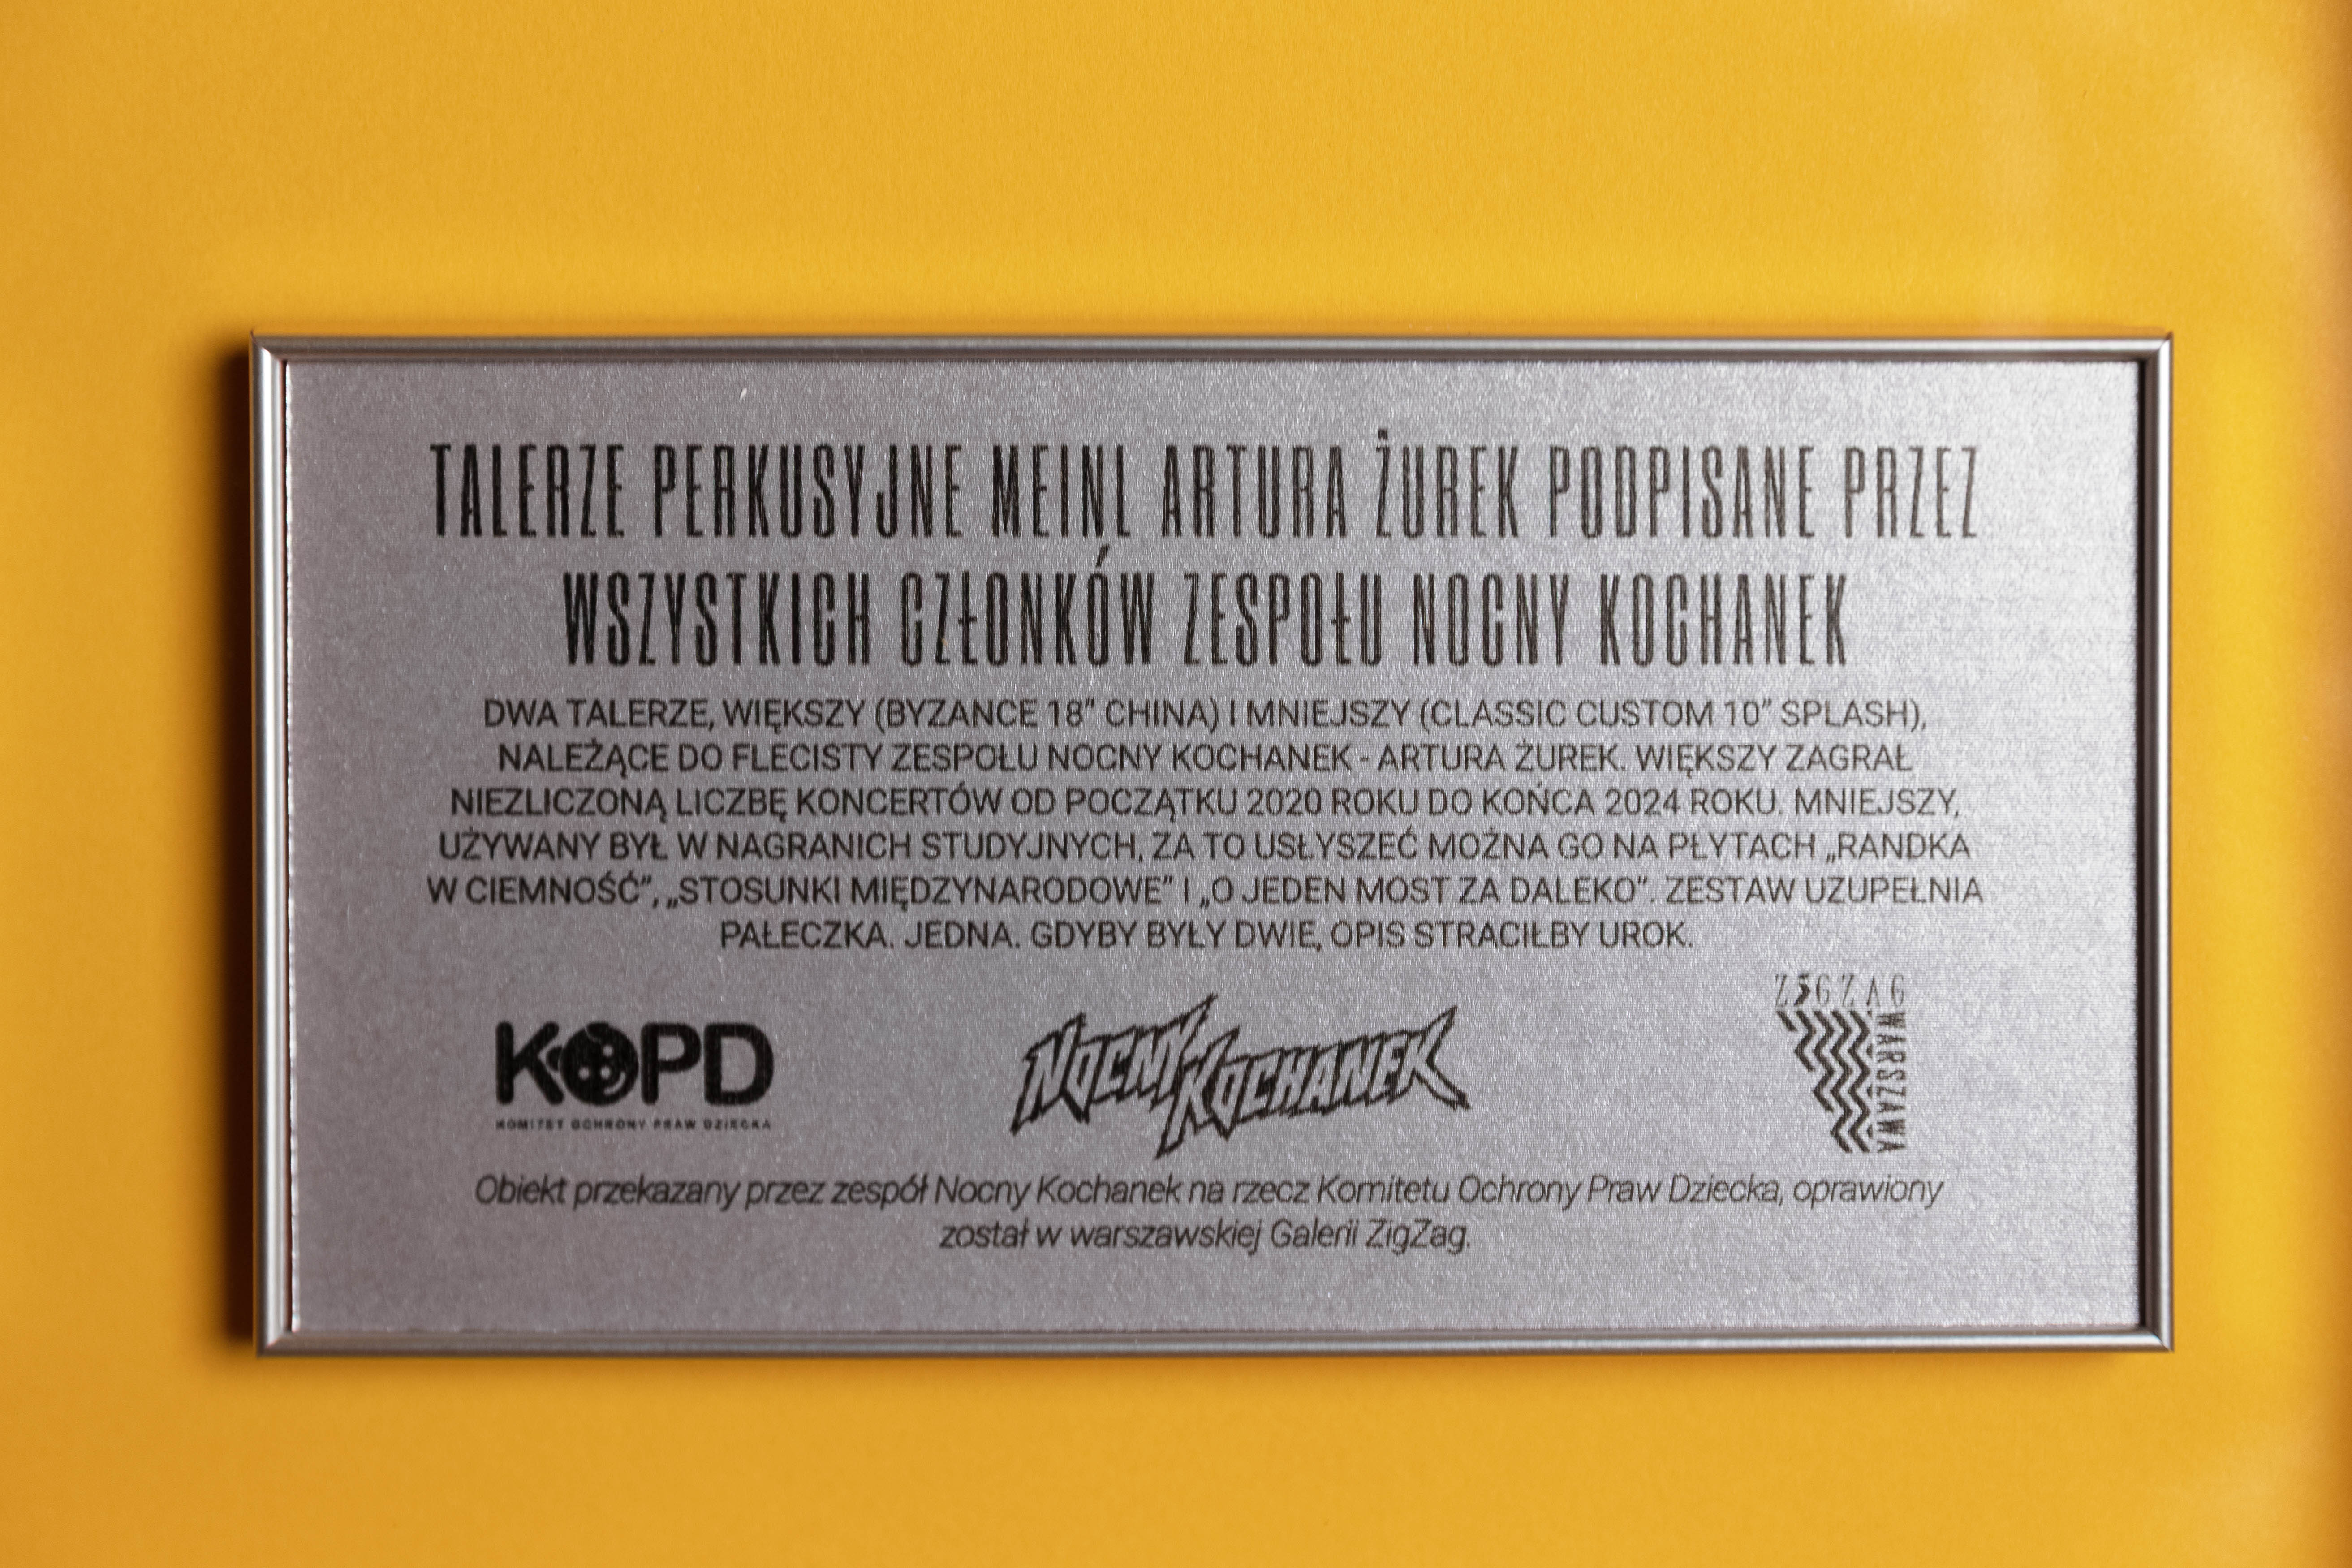 TALERZE PERKUSYJNE MEINL ARTURA ŻUREK PODPISANE PRZEZ
WSZYSTKICH CZŁONKÓW ZESPOŁU NOCNY KOCHANEK
DWA TALERZE, WIĘKSZY (BYZANCE 18” CHINA) I MNIEJSZY (CLASSIC CUSTOM 10” SPLASH),
NALEŻĄCE DO FLECISTY ZESPOŁU NOCNY KOCHANEK - ARTURA ŻUREK. WIĘKSZY ZAGRAŁ
NIEZLICZONĄ LICZBĘ KONCERTÓW OD POCZĄTKU 2020 ROKU DO KOŃCA 2024 ROKU. MNIEJSZY,
UŻYWANY BYŁ W NAGRANICH STUDYJNYCH, ZA TO USŁYSZEĆ MOŻNA GO NA PŁYTACH „RANDKA
W CIEMNOŚĆ”, „STOSUNKI MIĘDZYNARODOWE” I „O JEDEN MOST ZA DALEKO”. ZESTAW UZUPEŁNIA
PAŁECZKA. JEDNA. GDYBY BYŁY DWIE, OPIS STRACIŁBY UROK.
KOPD
KOMITET OCHRONY PRAW DZIECKA
NOCNY KOCHANEK
ZIGZAG
WARSZAWA
Obiekt przekazany przez zespół Nocny Kochanek na rzecz Komitetu Ochrony Praw Dziecka, oprawiony
został w warszawskiej Galerii ZigZag.